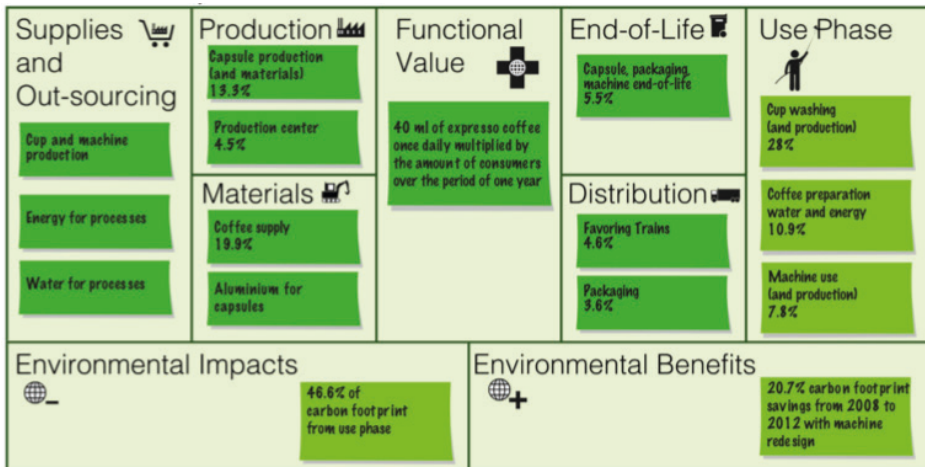 Supplies
and
Out-sourcing
Cup and machine
production
Energy for processes
Water for processes
Production
Capsule production
(and materials)
13.3%
Production center
4.5%
Materials
Coffee supply
19.9%
Aluminium for
capsules
Functional
Value
40 ml of expresso coffee
once daily multiplied by
the amount of consumers
over the period of one year
End-of-Life
Capsule, packaging,
machine end-of-life
5.5%
Distribution
Favoring Trains
4.6%
Packaging
3.6%
Use Phase
Cup washing
(and production)
28%
Coffee preparation
water and energy
10.9%
Machine use
(and production)
7.8%
Environmental Impacts
46.6% of
carbon footprint
from use phase
Environmental Benefits
20.7% carbon footprint
savings from 2008 to
2012 with machine
redesign